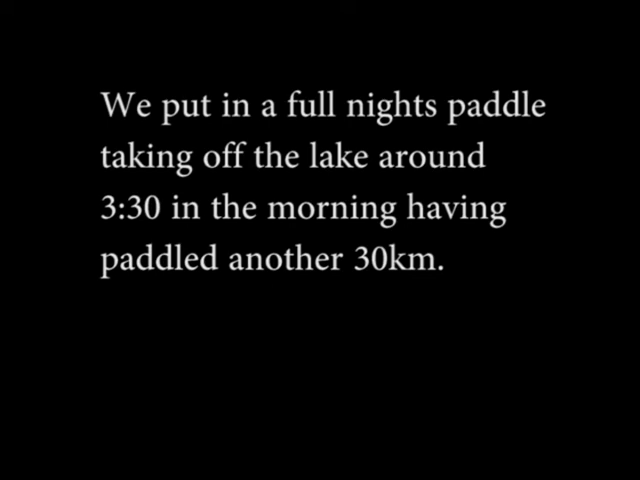 We put in a full nights paddle
taking off the lake around
3:30 in the morning having
paddled another 30km.